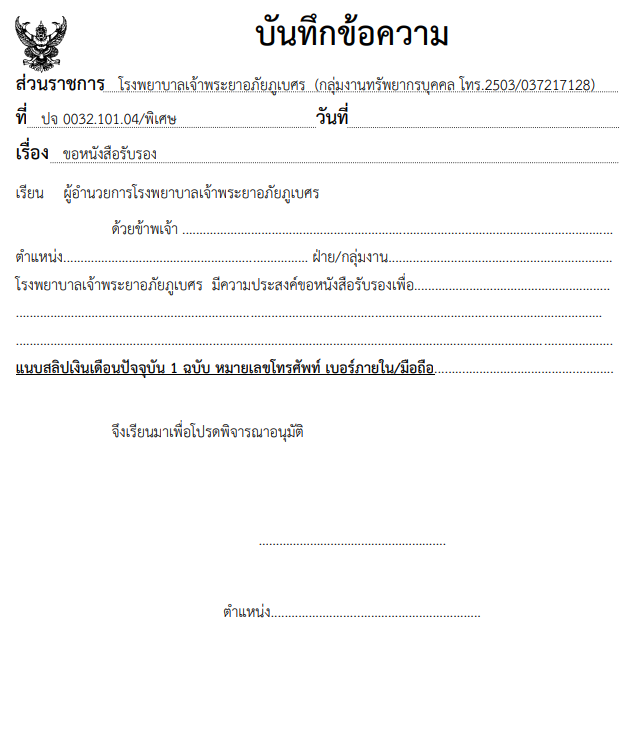 บันทึกข้อความ
ส่วนราชการ โรงพยาบาลเจ้าพระยาอภัยภูเบศร (กลุ่มงานทรัพยากรบุคคล โทร.2503/037217128)
ที่ ปจ 0032.101.04/พิเศษ วันที่
เรื่อง ขอหนังสือรับรอง
เรียน ผู้อำนวยการโรงพยาบาลเจ้าพระยาอภัยภูเบศร
ด้วยข้าพเจ้า ..............................................................................................................................
ตำแหน่ง....................................................................... ฝ่าย/กลุ่มงาน.................................................................
โรงพยาบาลเจ้าพระยาอภัยภูเบศร มีความประสงค์ขอหนังสือรับรองเพื่อ.........................................................
..........................................................................................................................................................................
..............................................................................................................................................................................
แนบสลิปเงินเดือนปัจจุบัน 1 ฉบับ หมายเลขโทรศัพท์ เบอร์ภายใน/มือถือ....................................................
จึงเรียนมาเพื่อโปรดพิจารณาอนุมัติ
......................................................
ตำแหน่ง.............................................................